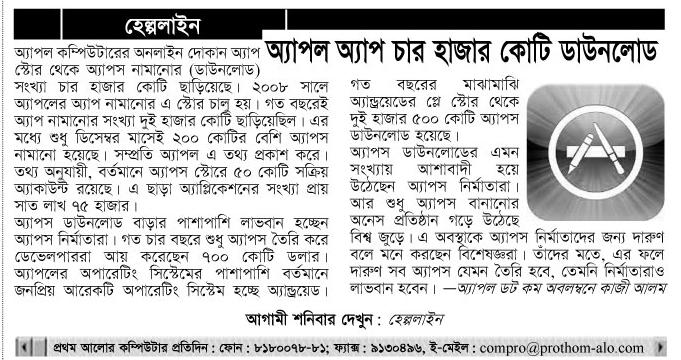 হেল্পলাইন
অ্যাপল অ্যাপ চার হাজার কোটি ডাউনলোড
অ্যাপল কম্পিউটারের অনলাইন দোকান অ্যাপ
স্টোর থেকে অ্যাপস নামানোর (ডাউনলোড)
সংখ্যা চার হাজার কোটি ছাড়িয়েছে। ২০০৮ সালে
অ্যাপলের অ্যাপ নামানোর এ স্টোর চালু হয়। গত বছরেই
অ্যাপ নামানোর সংখ্যা দুই হাজার কোটি ছাড়িয়েছিল। এর
মধ্যে শুধু ডিসেম্বর মাসেই ২০০ কোটির বেশি অ্যাপস
নামানো হয়েছে। সম্প্রতি অ্যাপল এ তথ্য প্রকাশ করে।
তথ্য অনুযায়ী, বর্তমানে অ্যাপস স্টোরে ৫০ কোটি সক্রিয়
অ্যাকাউন্ট রয়েছে। এ ছাড়া অ্যাপ্লিকেশনের সংখ্যা প্রায়
সাত লাখ ৭৫ হাজার।
অ্যাপস ডাউনলোড বাড়ার পাশাপাশি লাভবান হচ্ছেন
অ্যাপস নির্মাতারা। গত চার বছরে শুধু অ্যাপস তৈরি করে
ডেভেলপাররা আয় করেছেন ৭০০ কোটি ডলার।
অ্যাপলের অপারেটিং সিস্টেমের পাশাপাশি বর্তমানে
জনপ্রিয় আরেকটি অপারেটিং সিস্টেম হচ্ছে অ্যান্ড্রয়েড।
গত বছরের মাঝামাঝি
অ্যান্ড্রয়েডের প্লে স্টোর থেকে
দুই হাজার ৫০০ কোটি অ্যাপস
ডাউনলোড হয়েছে।
অ্যাপস ডাউনলোডের এমন
সংখ্যায় আশাবাদী হয়ে
উঠেছেন অ্যাপস নির্মাতারা।
আর শুধু অ্যাপস বানানোর
অনেস প্রতিষ্ঠান গড়ে উঠেছে
বিশ্ব জুড়ে। এ অবস্থাকে অ্যাপস নির্মাতাদের জন্য দারুণ
বলে মনে করছেন বিশেষজ্ঞরা। তাঁদের মতে, এর ফলে
দারুণ সব অ্যাপস যেমন তৈরি হবে, তেমনি নির্মাতারাও
লাভবান হবেন। —অ্যাপল ডট কম অবলম্বনে কাজী আলম
আগামী শনিবার দেখুন : হেল্পলাইন
প্রথম আলোর কম্পিউটার প্রতিদিন : ফোন : ৮১৮০০৭৮-৮১; ফ্যাক্স : ৯১৩০৪৯৬, ই-মেইল : compro@prothom-alo.com